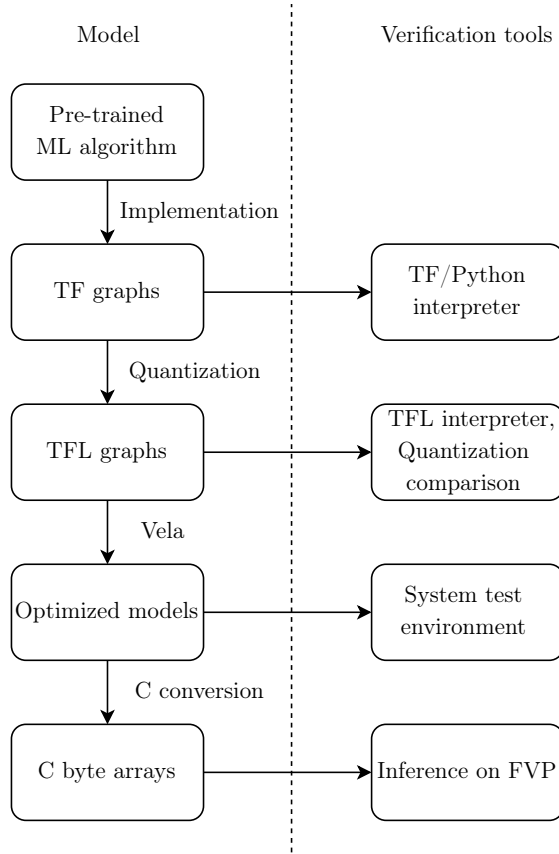 Model
Verification tools
Pre-trained
ML algorithm
Implementation
TF graphs
TF/Python
interpreter
Quantization
TFL graphs
TFL interpreter,
Quantization
comparison
Vela
Optimized models
System test
environment
C conversion
C byte arrays
Inference on FVP